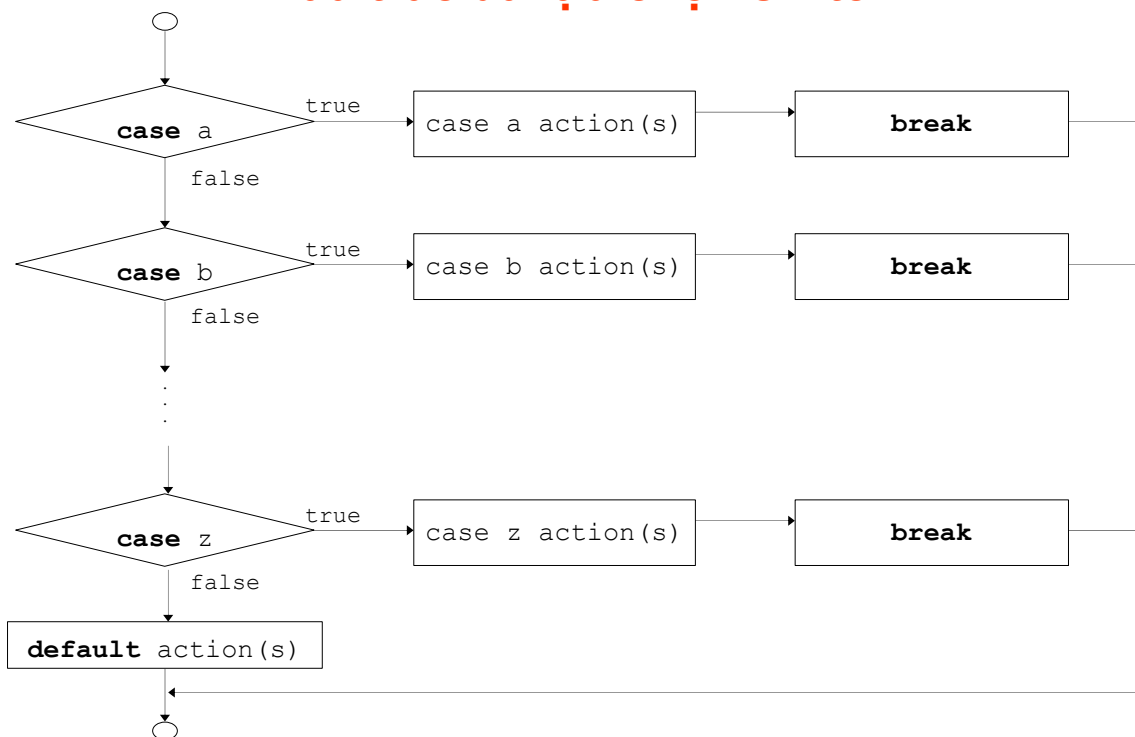 true
case a
case a action(s)
break
false
true
case b
case b action(s)
break
false
.
.
.
true
case z
case z action(s)
break
false
default action(s)